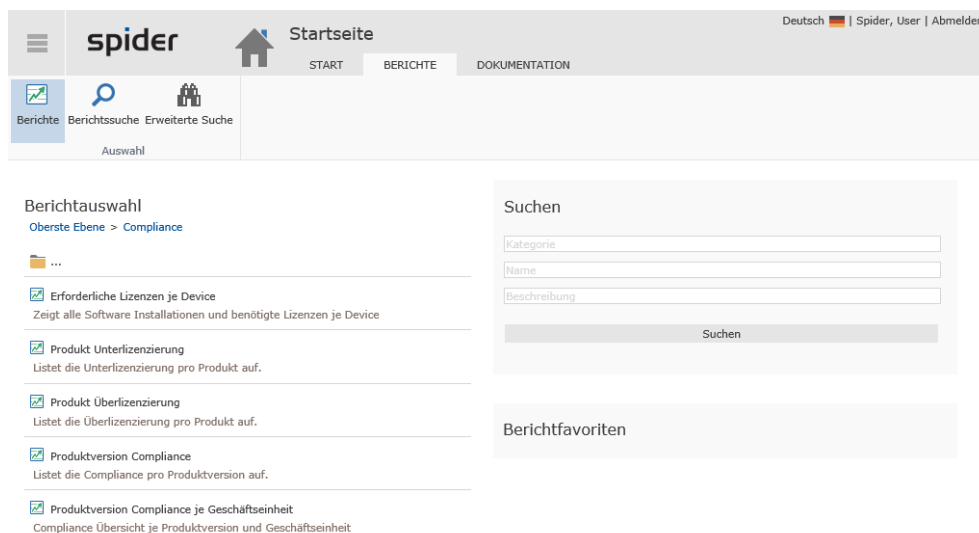 Deutsch | Spider, User | Abmelden
spider
Startseite
START BERICHTE DOKUMENTATION
Berichte Berichtssuche Erweiterte Suche
Auswahl
Berichtauswahl
Oberste Ebene > Compliance
...
Erforderliche Lizenzen je Device
Zeigt alle Software Installationen und benötigte Lizenzen je Device
Produkt Unterlizenzierung
Listet die Unterlizenzierung pro Produkt auf.
Produkt Überlizenzierung
Listet die Überlizenzierung pro Produkt auf.
Produktversion Compliance
Listet die Compliance pro Produktversion auf.
Produktversion Compliance je Geschäftseinheit
Compliance Übersicht je Produktversion und Geschäftseinheit
Suchen
Kategorie
Name
Beschreibung
Suchen
Berichtfavoriten